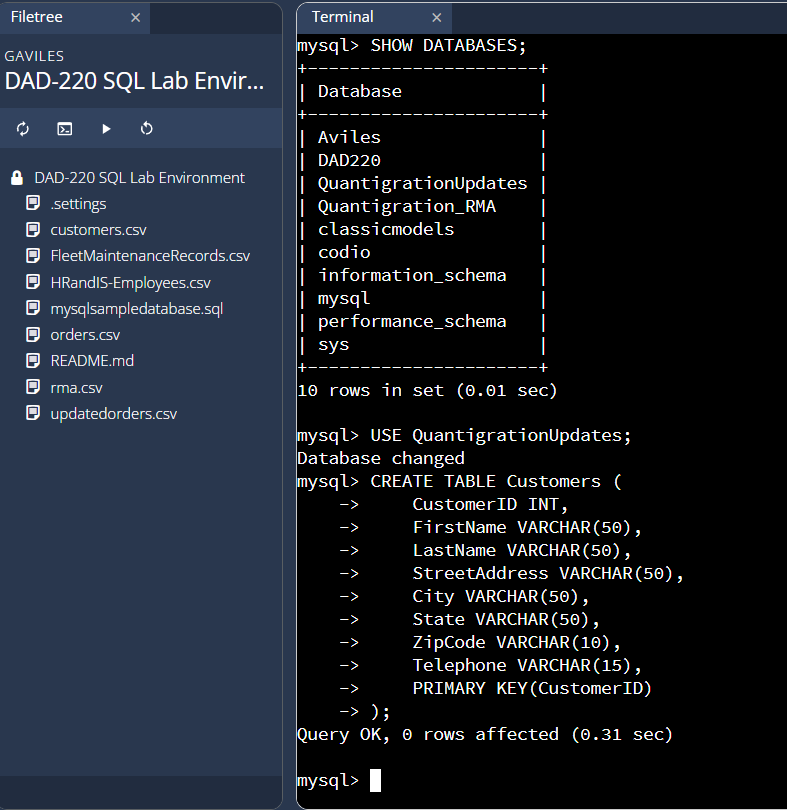 Filetree
GAVILES
DAD-220 SQL Lab Envir...
DAD-220 SQL Lab Environment
.settings
customers.csv
FleetMaintenanceRecords.csv
HRandIS-Employees.csv
mysqlsampledatabase.sql
orders.csv
README.md
rma.csv
updatedorders.csv
Terminal
mysql> SHOW DATABASES;
+----------------------+
| Database             |
+----------------------+
| Aviles               |
| DAD220               |
| QuantigrationUpdates |
| Quantigration_RMA    |
| classicmodels        |
| codio                |
| information_schema   |
| mysql                |
| performance_schema   |
| sys                  |
+----------------------+
10 rows in set (0.01 sec)
mysql> USE QuantigrationUpdates;
Database changed
mysql> CREATE TABLE Customers (
    ->     CustomerID INT,
    ->     FirstName VARCHAR(50),
    ->     LastName VARCHAR(50),
    ->     StreetAddress VARCHAR(50),
    ->     City VARCHAR(50),
    ->     State VARCHAR(50),
    ->     ZipCode VARCHAR(10),
    ->     Telephone VARCHAR(15),
    ->     PRIMARY KEY(CustomerID)
    -> );
Query OK, 0 rows affected (0.31 sec)
mysql>